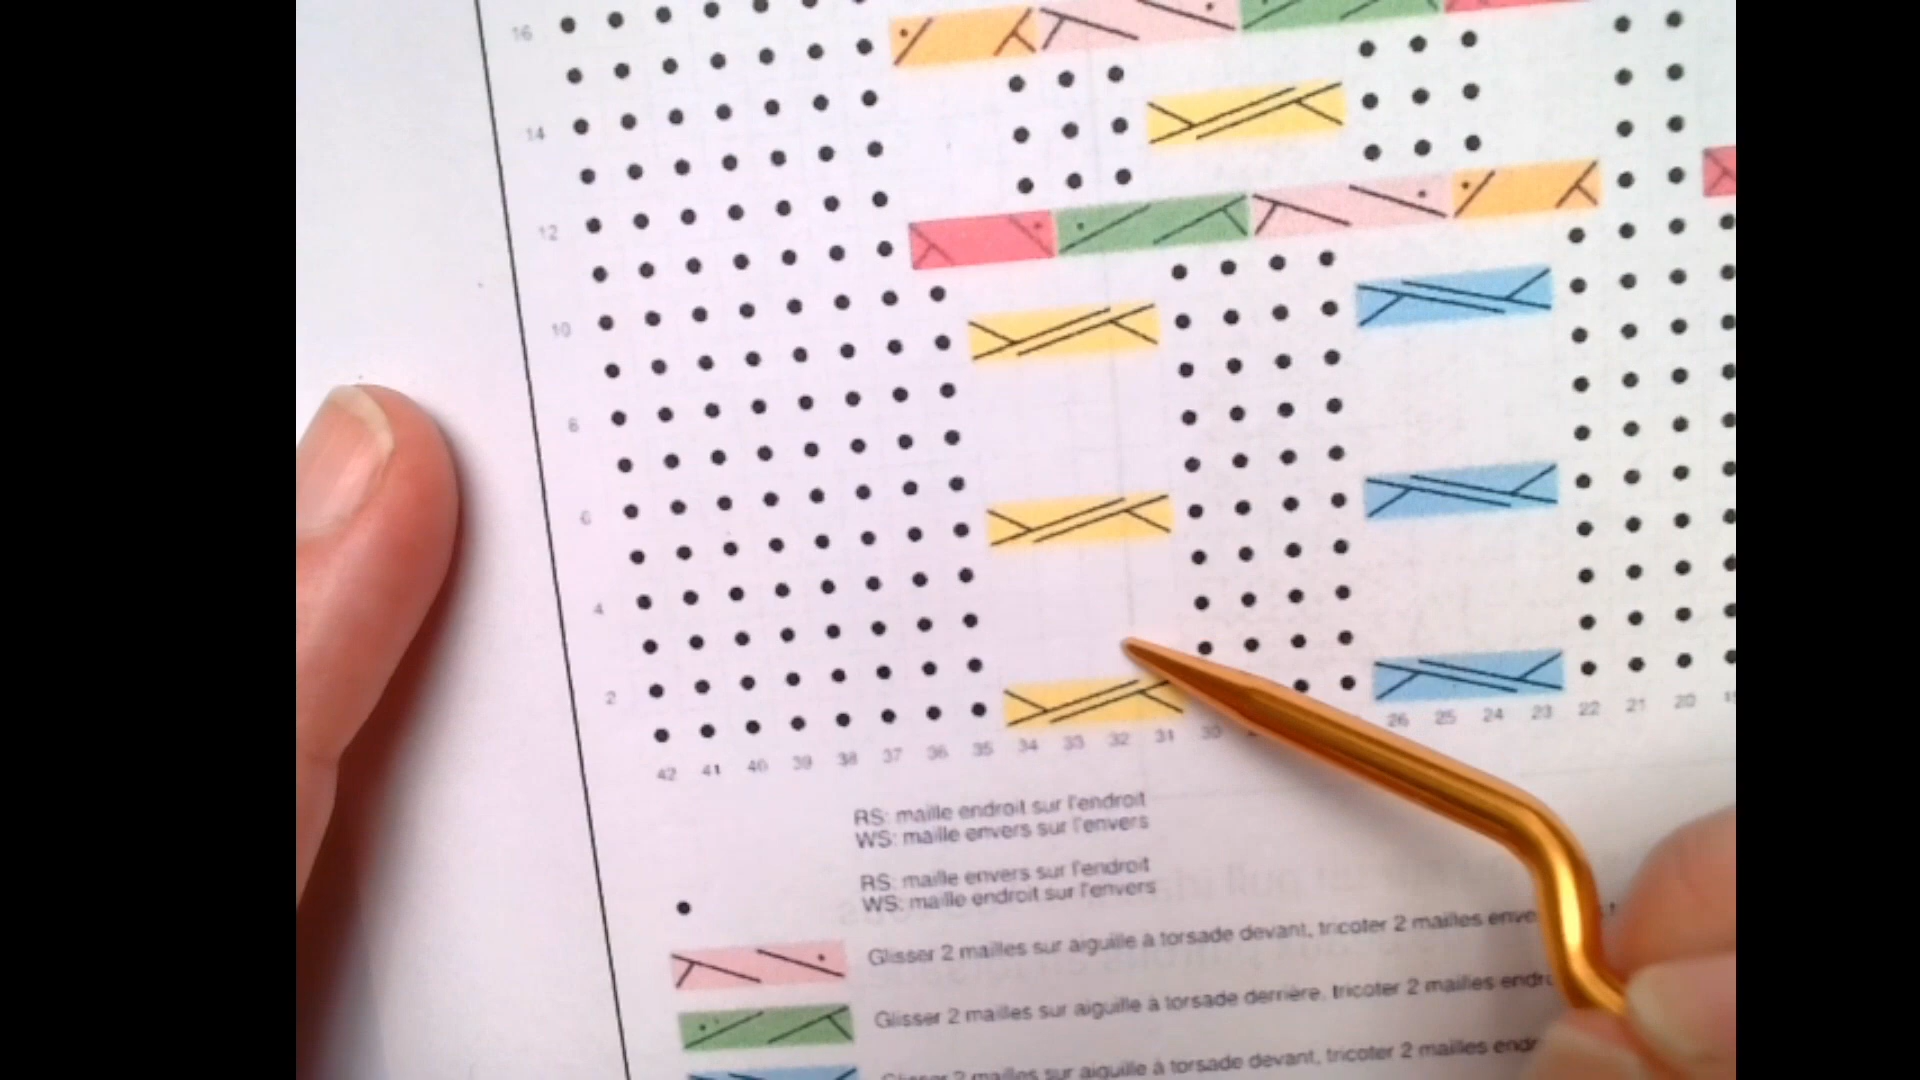 16
14
12
10
8
6
4
2
42 41 40 39 38 37 36 35 34 33 32 31 30 26 25 24 23 22 21 20
RS: maille endroit sur l'endroit
WS: maille envers sur l'envers
RS: maille envers sur l'endroit
WS: maille endroit sur l'envers
Glisser 2 mailles sur aiguille à torsade devant, tricoter 2 mailles
Glisser 2 mailles sur aiguille à torsade derrière, tricoter 2 mailles
Glisser 2 mailles sur aiguille à torsade devant, tricoter 2 mailles